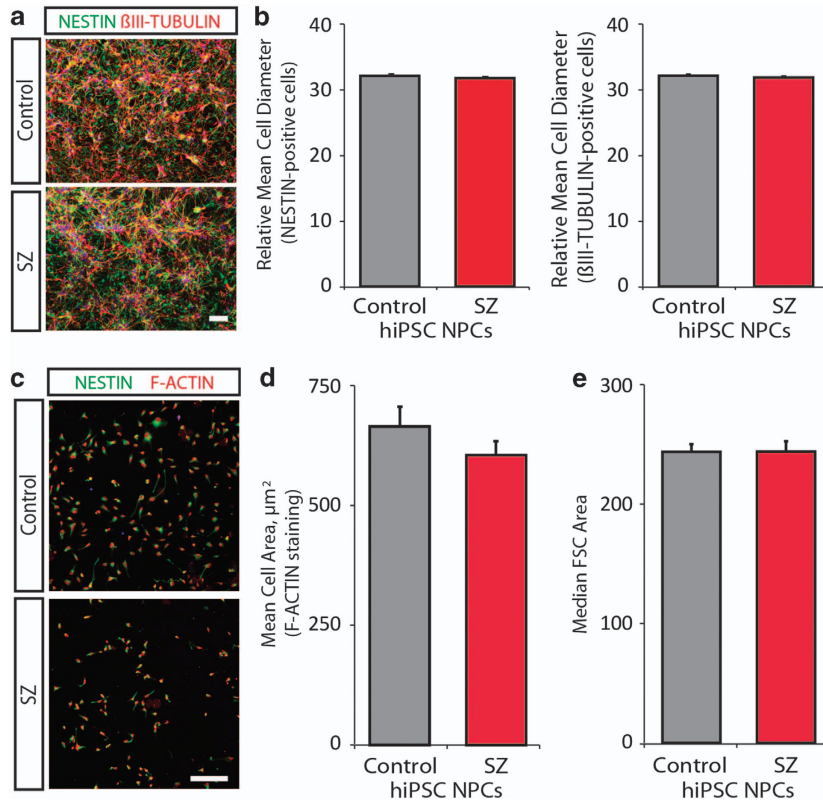 a
NESTIN ßIII-TUBULIN
Control
SZ
b
Relative Mean Cell Diameter
(NESTIN-positive cells)
40
30
20
10
0
Control SZ
hiPSC NPCs
Relative Mean Cell Diameter
(ßIII-TUBULIN-positive cells)
40
30
20
10
0
Control SZ
hiPSC NPCs
c
NESTIN F-ACTIN
Control
SZ
d
Mean Cell Area, µm²
(F-ACTIN staining)
750
500
250
0
Control SZ
hiPSC NPCs
e
Median FSC Area
300
200
100
0
Control SZ
hiPSC NPCs